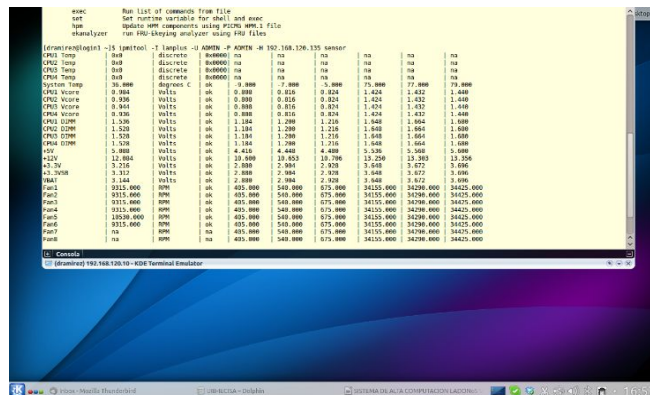 exec Run list of commands from file
set Set runtime variable for shell and exec
hpm Update HPM components using PICMG HPM.1 file
ekanalyzer run FRU-Ekeying analyzer using FRU files
[dramirez@login1 ~]$ ipmitool -I lanplus -U ADMIN -P ADMIN -H 192.168.120.135 sensor
CPU1 Temp | 0x0 | discrete | 0x0000| na | na | na | na | na | na
CPU2 Temp | 0x0 | discrete | 0x0000| na | na | na | na | na | na
CPU3 Temp | 0x0 | discrete | 0x0000| na | na | na | na | na | na
CPU4 Temp | 0x0 | discrete | 0x0000| na | na | na | na | na | na
System Temp | 36.000 | degrees C | ok | -9.000 | -7.000 | -5.000 | 75.000 | 77.000 | 79.000
CPU1 Vcore | 0.984 | Volts | ok | 0.808 | 0.816 | 0.824 | 1.424 | 1.432 | 1.440
CPU2 Vcore | 0.936 | Volts | ok | 0.808 | 0.816 | 0.824 | 1.424 | 1.432 | 1.440
CPU3 Vcore | 0.944 | Volts | ok | 0.808 | 0.816 | 0.824 | 1.424 | 1.432 | 1.440
CPU4 Vcore | 0.936 | Volts | ok | 0.808 | 0.816 | 0.824 | 1.424 | 1.432 | 1.440
CPU1 DIMM | 1.536 | Volts | ok | 1.184 | 1.200 | 1.216 | 1.648 | 1.664 | 1.680
CPU2 DIMM | 1.528 | Volts | ok | 1.184 | 1.200 | 1.216 | 1.648 | 1.664 | 1.680
CPU3 DIMM | 1.528 | Volts | ok | 1.184 | 1.200 | 1.216 | 1.648 | 1.664 | 1.680
CPU4 DIMM | 1.528 | Volts | ok | 1.184 | 1.200 | 1.216 | 1.648 | 1.664 | 1.680
+5V | 5.088 | Volts | ok | 4.416 | 4.448 | 4.480 | 5.536 | 5.568 | 5.600
+12V | 12.084 | Volts | ok | 10.600 | 10.653 | 10.706 | 13.250 | 13.303 | 13.356
+3.3V | 3.216 | Volts | ok | 2.880 | 2.904 | 2.928 | 3.648 | 3.672 | 3.696
+3.3VSB | 3.312 | Volts | ok | 2.880 | 2.904 | 2.928 | 3.648 | 3.672 | 3.696
VBAT | 3.144 | Volts | ok | 2.880 | 2.904 | 2.928 | 3.648 | 3.672 | 3.696
Fan1 | 9315.000 | RPM | ok | 405.000 | 540.000 | 675.000 | 34155.000 | 34290.000 | 34425.000
Fan2 | 9315.000 | RPM | ok | 405.000 | 540.000 | 675.000 | 34155.000 | 34290.000 | 34425.000
Fan3 | 9315.000 | RPM | ok | 405.000 | 540.000 | 675.000 | 34155.000 | 34290.000 | 34425.000
Fan4 | 9315.000 | RPM | ok | 405.000 | 540.000 | 675.000 | 34155.000 | 34290.000 | 34425.000
Fan5 | 10530.000 | RPM | ok | 405.000 | 540.000 | 675.000 | 34155.000 | 34290.000 | 34425.000
Fan6 | 9315.000 | RPM | ok | 405.000 | 540.000 | 675.000 | 34155.000 | 34290.000 | 34425.000
Fan7 | na | RPM | na | 405.000 | 540.000 | 675.000 | 34155.000 | 34290.000 | 34425.000
Fan8 | na | RPM | na | 405.000 | 540.000 | 675.000 | 34155.000 | 34290.000 | 34425.000
Consola
(dramirez) 192.168.120.10 - KDE Terminal Emulator
Inbox - Mozilla Thunderbird
Dolphin
SISTEMA DE ALTA COMPUTACION